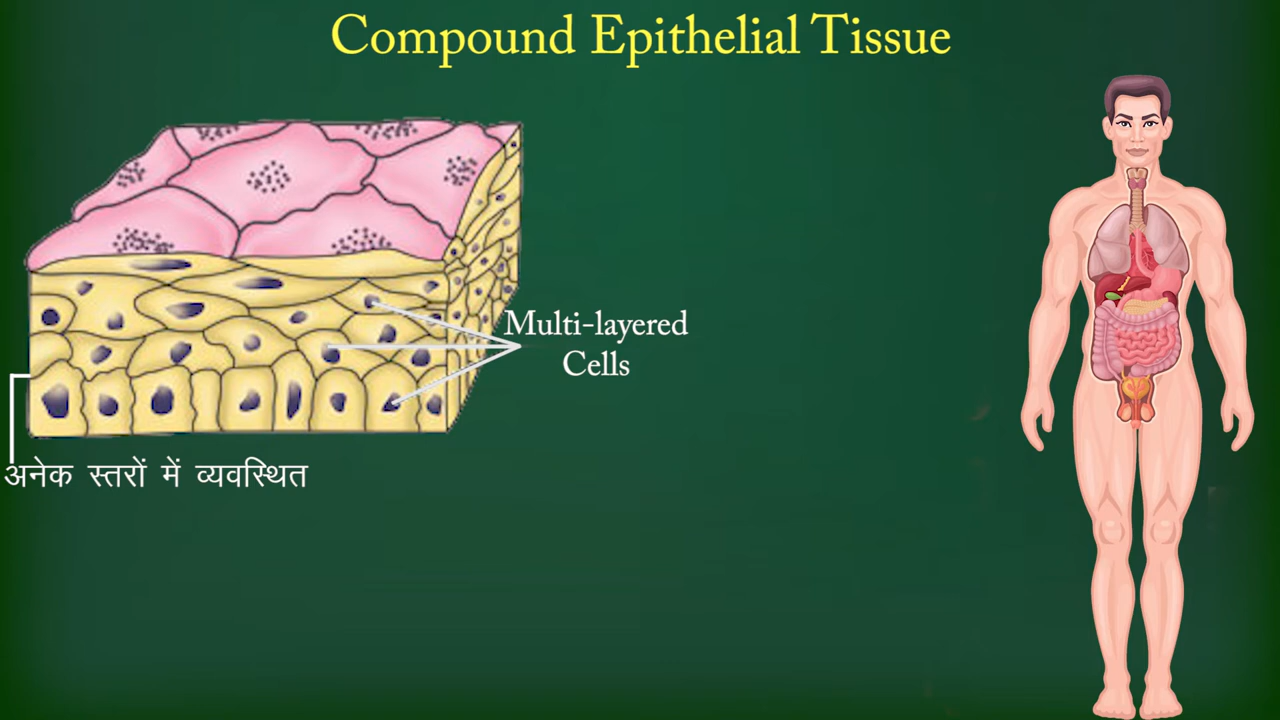 Compound Epithelial Tissue
Multi-layered
Cells
अनेक स्तरों में व्यवस्थित